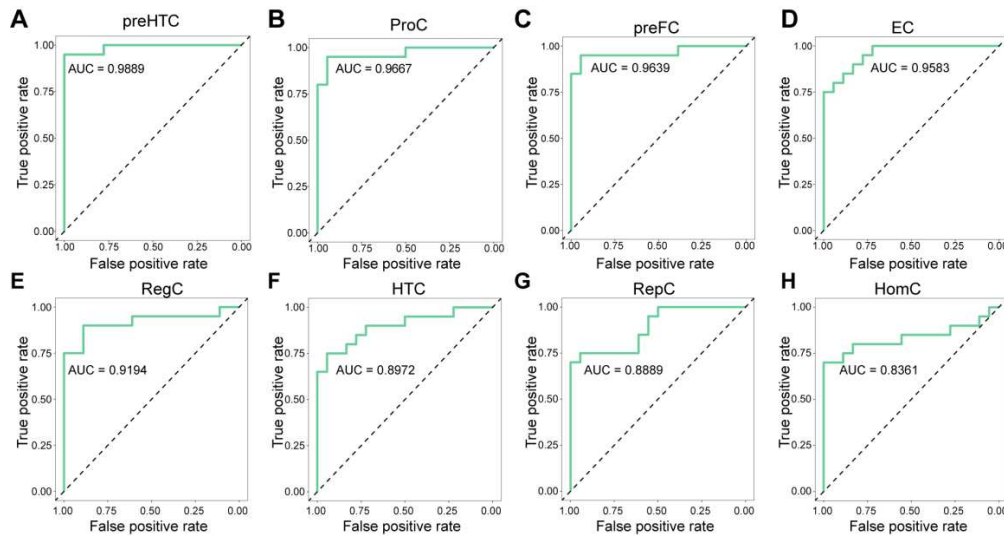 A preHTC
1.00
0.75
0.50
0.25
0.00
True positive rate
AUC = 0.9889
1.00 0.75 0.50 0.25 0.00
False positive rate
B ProC
1.00
0.75
0.50
0.25
0.00
True positive rate
AUC = 0.9667
1.00 0.75 0.50 0.25 0.00
False positive rate
C preFC
1.00
0.75
0.50
0.25
0.00
True positive rate
AUC = 0.9639
1.00 0.75 0.50 0.25 0.00
False positive rate
D EC
1.00
0.75
0.50
0.25
0.00
True positive rate
AUC = 0.9583
1.00 0.75 0.50 0.25 0.00
False positive rate
E RegC
1.00
0.75
0.50
0.25
0.00
True positive rate
AUC = 0.9194
1.00 0.75 0.50 0.25 0.00
False positive rate
F HTC
1.00
0.75
0.50
0.25
0.00
True positive rate
AUC = 0.8972
1.00 0.75 0.50 0.25 0.00
False positive rate
G RepC
1.00
0.75
0.50
0.25
0.00
True positive rate
AUC = 0.8889
1.00 0.75 0.50 0.25 0.00
False positive rate
H HomC
1.00
0.75
0.50
0.25
0.00
True positive rate
AUC = 0.8361
1.00 0.75 0.50 0.25 0.00
False positive rate